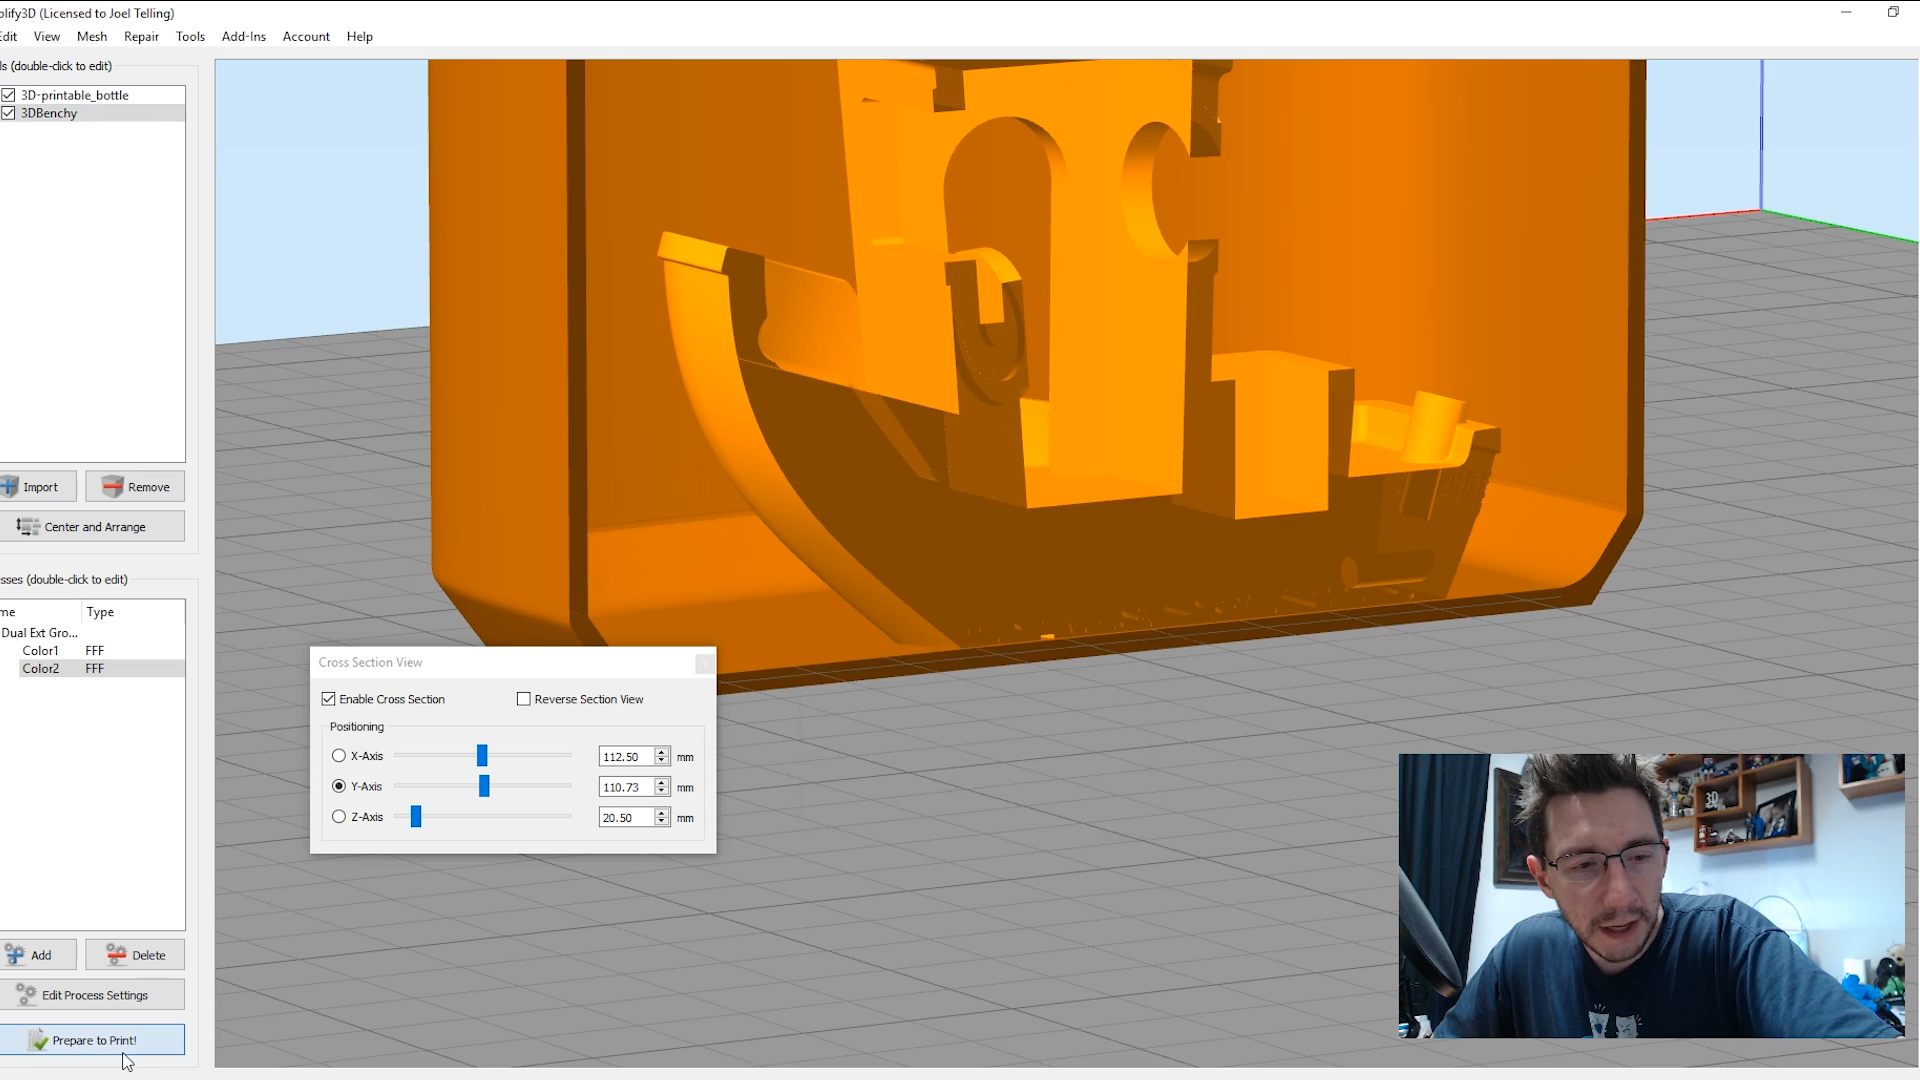 olify3D (Licensed to Joel Telling)
Edit View Mesh Repair Tools Add-Ins Account Help
ls (double-click to edit)
3D-printable_bottle
3DBenchy
Import Remove
Center and Arrange
sses (double-click to edit)
me Type
Dual Ext Gro...
Color1 FFF
Color2 FFF
Cross Section View
Enable Cross Section Reverse Section View
Positioning
X-Axis 112.50 mm
Y-Axis 110.73 mm
Z-Axis 20.50 mm
Add Delete
Edit Process Settings
Prepare to Print!
3D